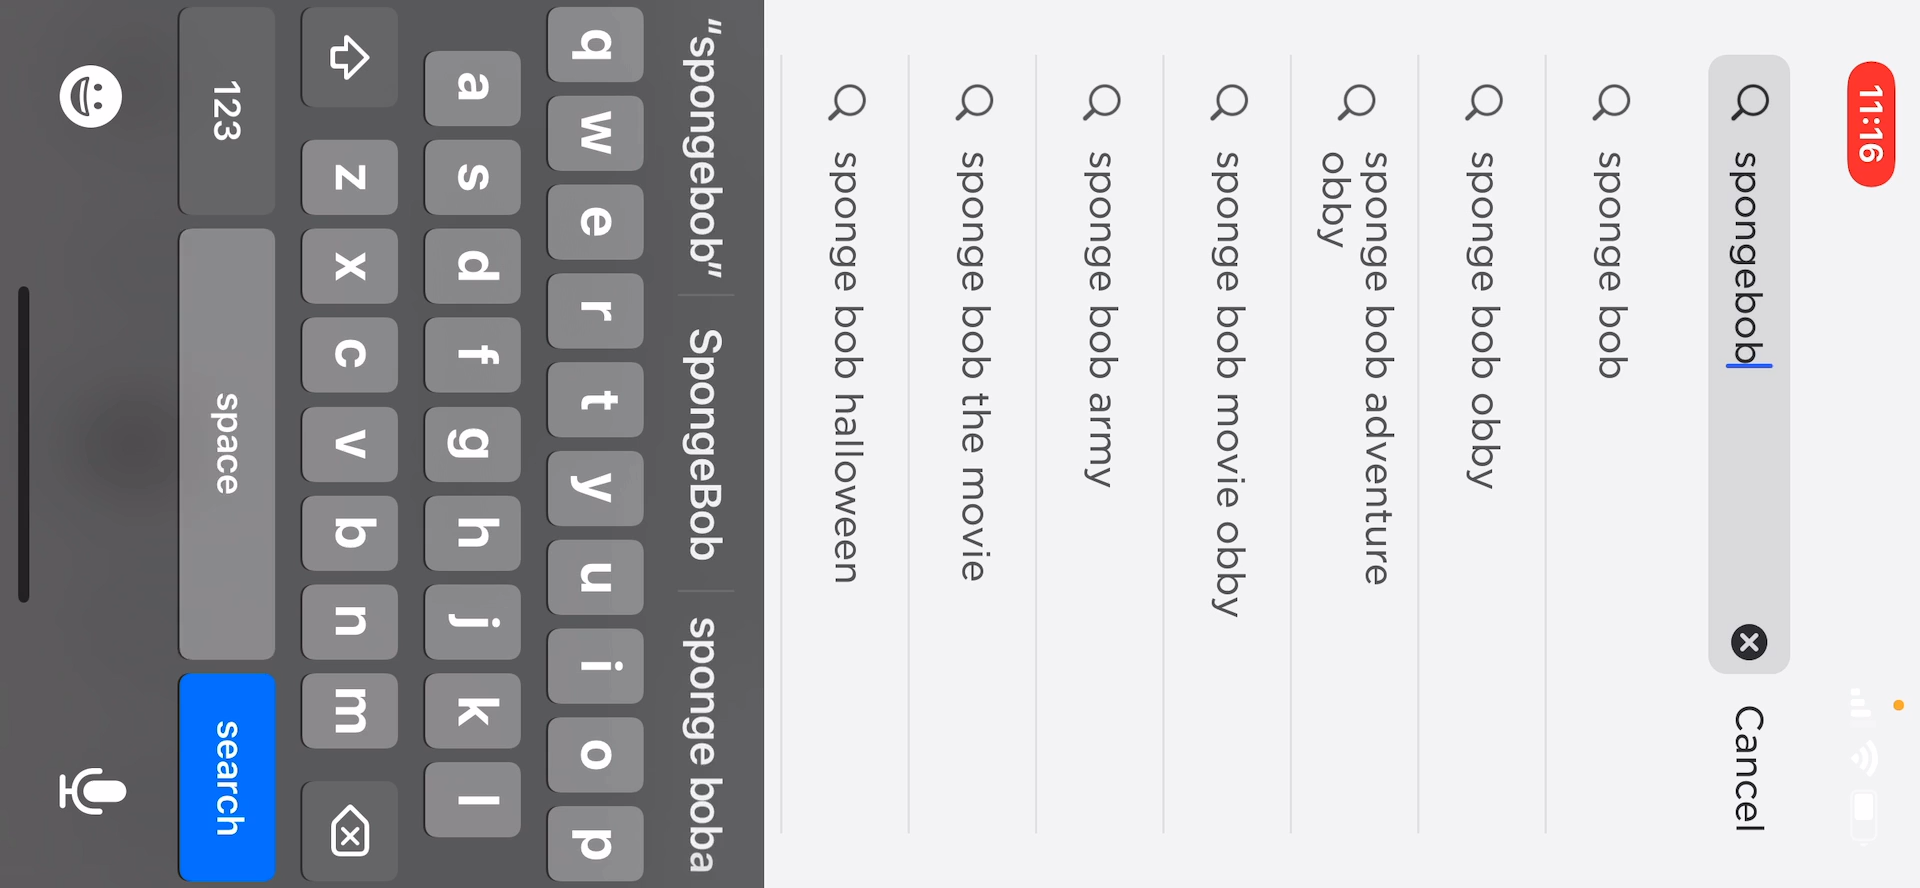 11:16
spongebob
Cancel
sponge bob
sponge bob obby
sponge bob adventure
obby
sponge bob movie obby
sponge bob army
sponge bob the movie
sponge bob halloween
"spongebob" SpongeBob sponge boba
q w e r t y u i o p
a s d f g h j k l
z x c v b n m
123 space search